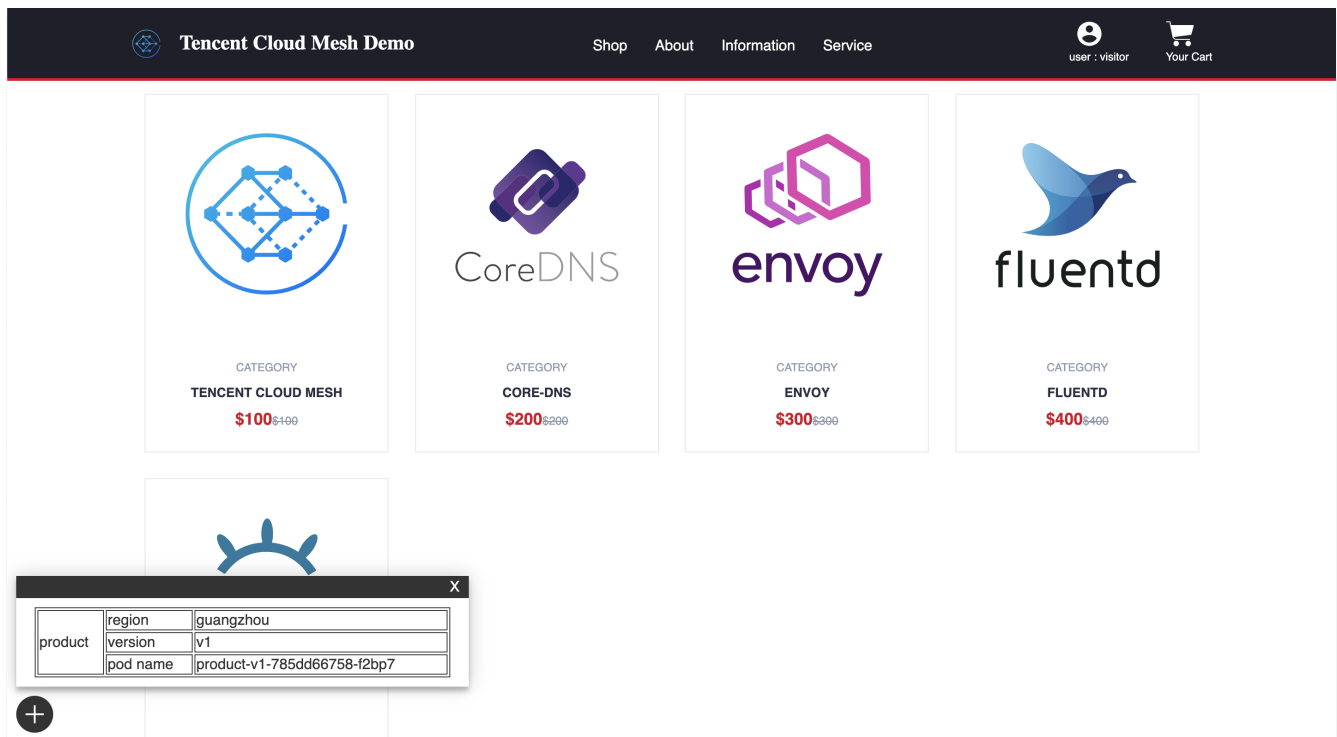 Tencent Cloud Mesh Demo
Shop About Information Service
user : visitor
Your Cart
CoreDNS
envoy
fluentd
CATEGORY
TENCENT CLOUD MESH
$100$100
CATEGORY
CORE-DNS
$200$200
CATEGORY
ENVOY
$300$300
CATEGORY
FLUENTD
$400$400
X
product
region guangzhou
version v1
pod name product-v1-785dd66758-f2bp7